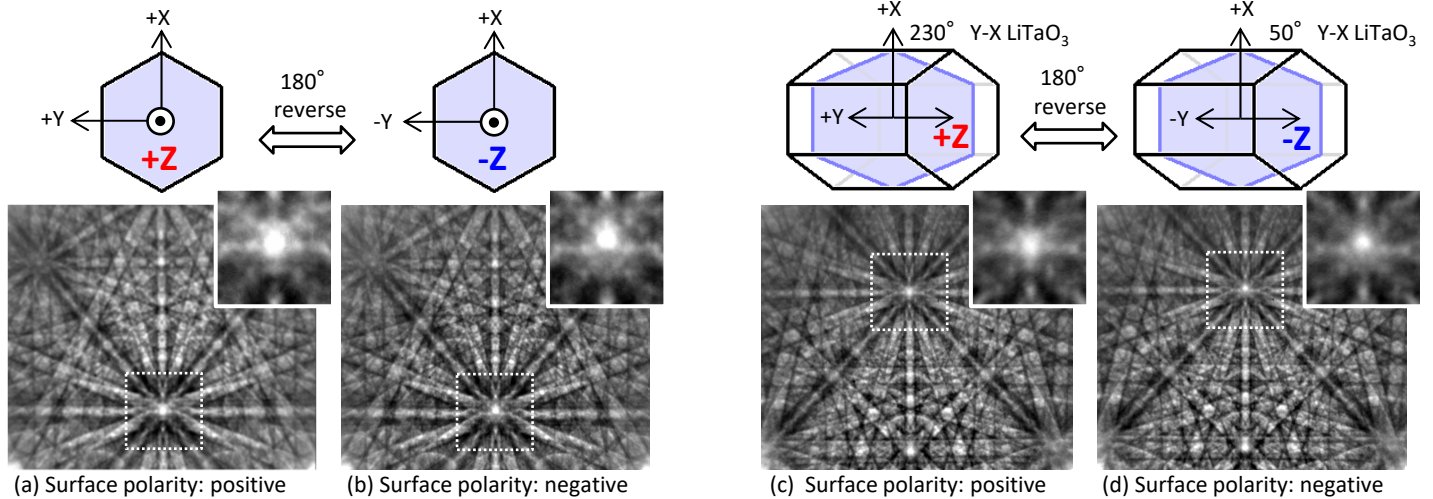 +X
+Y
+Z
180°
reverse
+X
-Y
-Z
+X
230° Y-X LiTaO₃
+Y
+Z
180°
reverse
+X
50° Y-X LiTaO₃
-Y
-Z
(a) Surface polarity: positive
(b) Surface polarity: negative
(c) Surface polarity: positive
(d) Surface polarity: negative